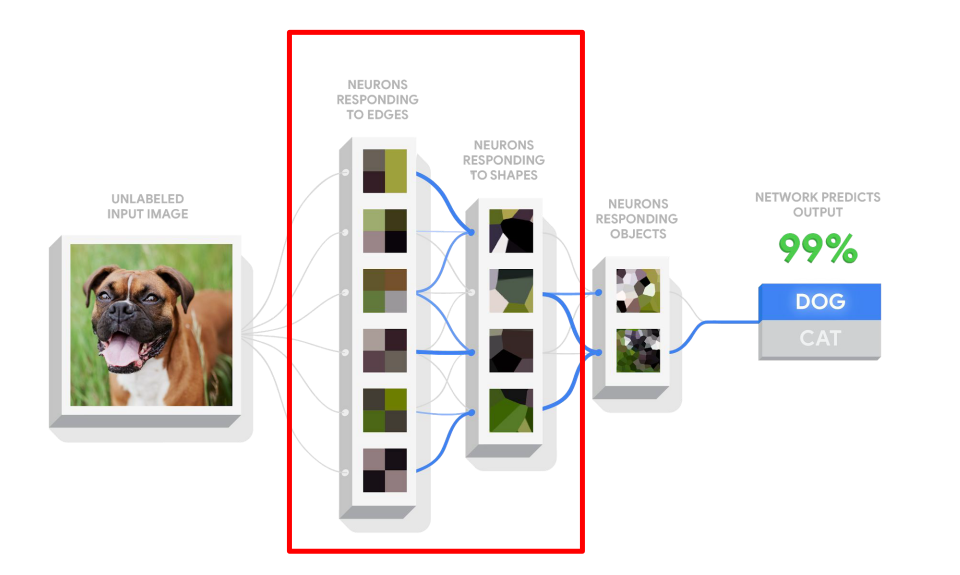 UNLABELED
INPUT IMAGE
NEURONS
RESPONDING
TO EDGES
NEURONS
RESPONDING
TO SHAPES
NEURONS
RESPONDING
OBJECTS
NETWORK PREDICTS
OUTPUT
99%
DOG
CAT